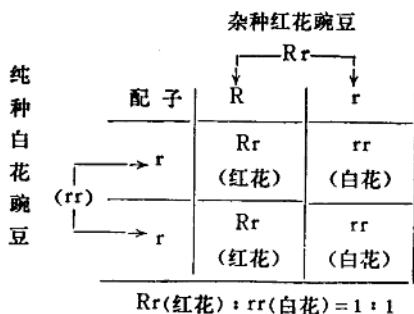 杂种红花豌豆
Rr
纯种白花豌豆
(rr)
配子 R r
r Rr rr
(红花) (白花)
r Rr rr
(红花) (白花)
Rr(红花):rr(白花)=1:1